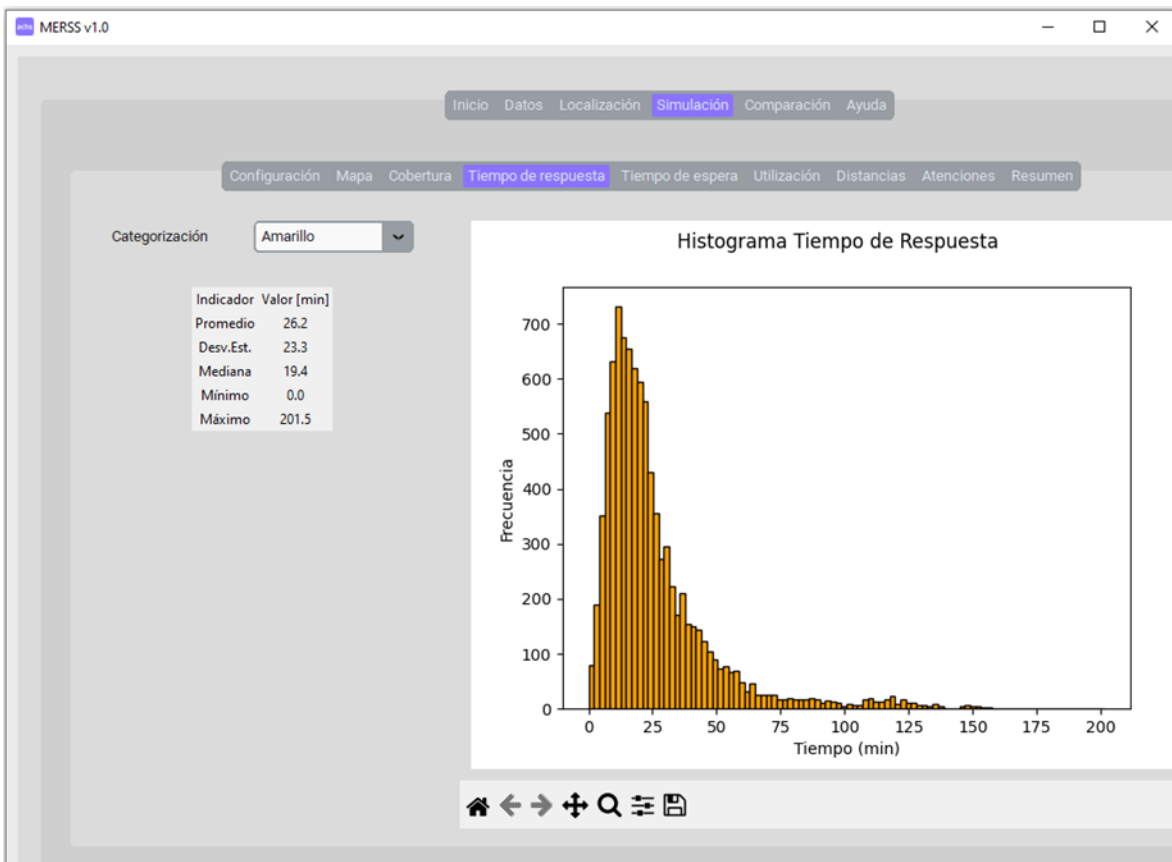 achs MERSS v1.0
Inicio Datos Localización Simulación Comparación Ayuda
Configuración Mapa Cobertura Tiempo de respuesta Tiempo de espera Utilización Distancias Atenciones Resumen
Categorización Amarillo
Indicador Valor [min]
Promedio 26.2
Desv.Est. 23.3
Mediana 19.4
Mínimo 0.0
Máximo 201.5
Histograma Tiempo de Respuesta
Frecuencia
700
600
500
400
300
200
100
0
0 25 50 75 100 125 150 175 200
Tiempo (min)